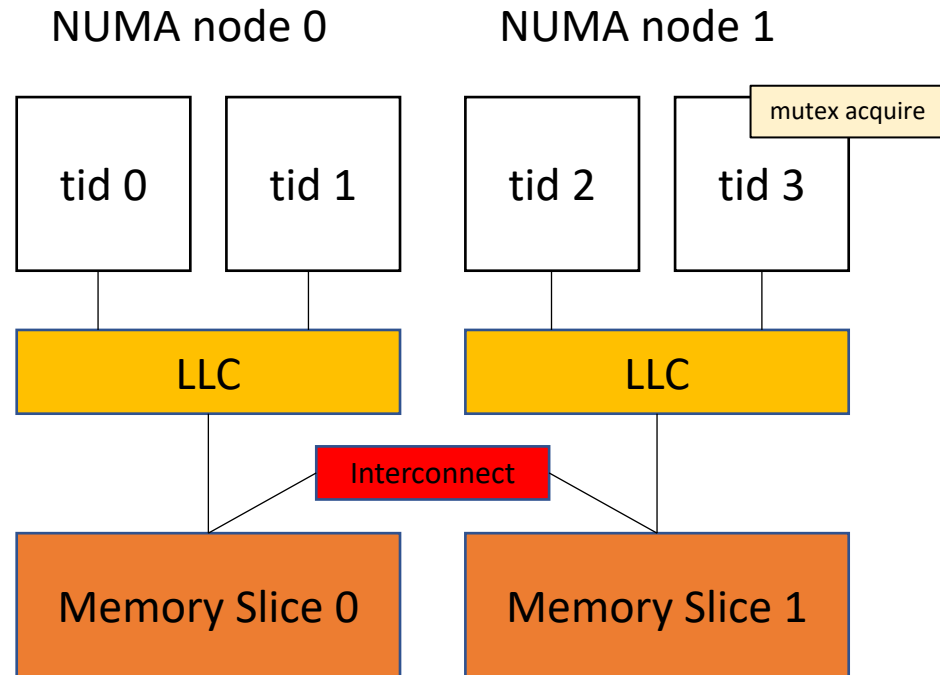 NUMA node 0
NUMA node 1
mutex acquire
tid 0
tid 1
tid 2
tid 3
LLC
LLC
Interconnect
Memory Slice 0
Memory Slice 1